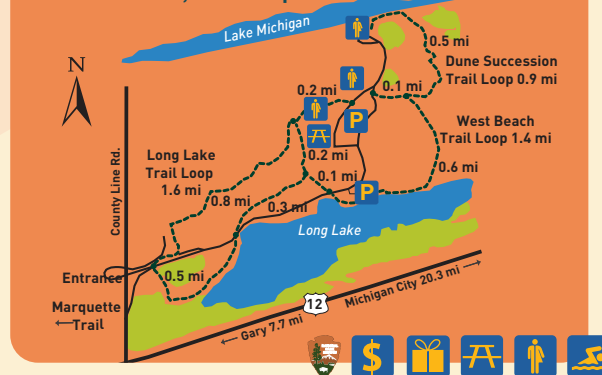 Lake Michigan
N
0.5 mi
Dune Succession
Trail Loop 0.9 mi
0.2 mi
0.1 mi
P
West Beach
Trail Loop 1.4 mi
County Line Rd.
Long Lake
Trail Loop
1.6 mi
0.2 mi
0.1 mi
0.6 mi
P
0.8 mi
0.3 mi
Long Lake
Entrance
0.5 mi
Marquette
←Trail
12
Michigan City 20.3 mi →
← Gary 7.7 mi
$